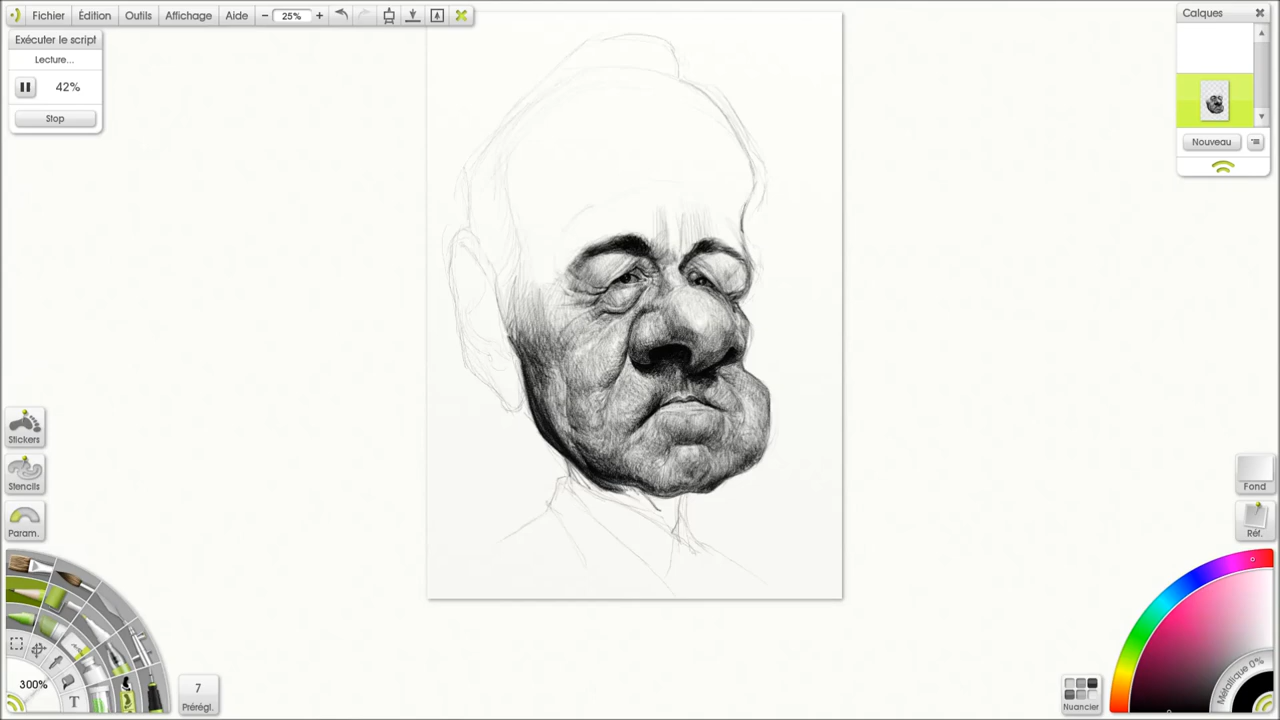 Fichier Édition Outils Affichage Aide − 25% +
Calques
Exécuter le script
Lecture...
42%
Stop
Nouveau
Stickers
Stencils
Param.
Fond
Réf.
300%
T
7
Prérégl.
Nuancier
Métallique 0%